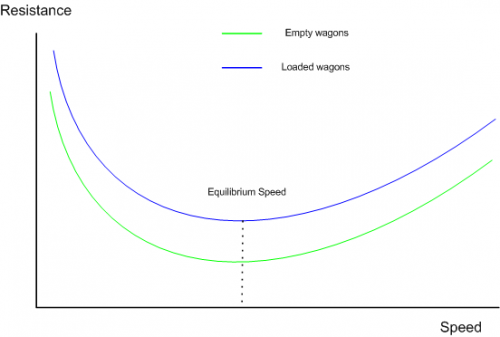 Resistance
Empty wagons
Loaded wagons
Equilibrium Speed
Speed